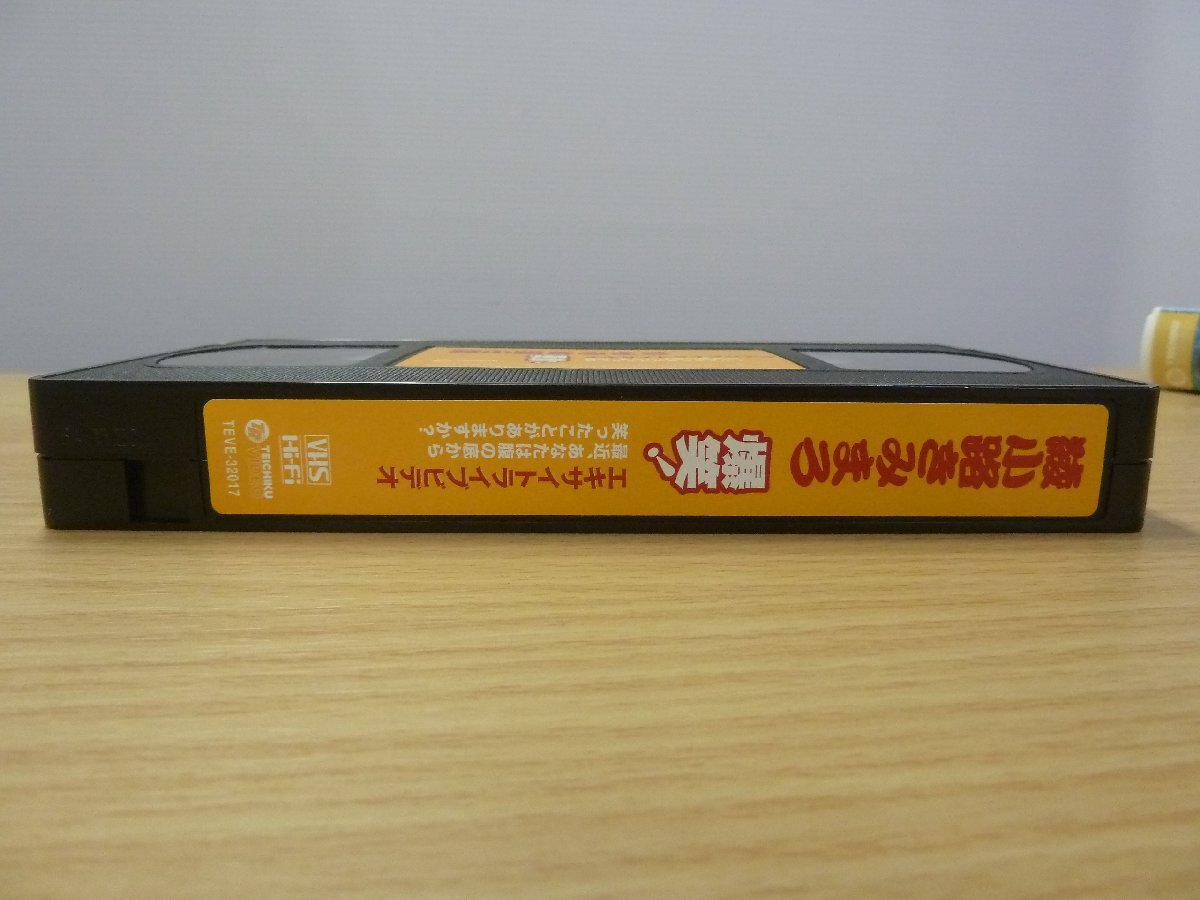 綾小路きみまろ
爆笑!
エキサイトライブビデオ
最近、あなたは腹の底から
笑ったことがありますか?
VHS
Hi-Fi
TEICHIKU
TEVE-33017